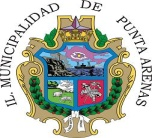 IL. MUNICIPALIDAD DE PUNTA ARENAS